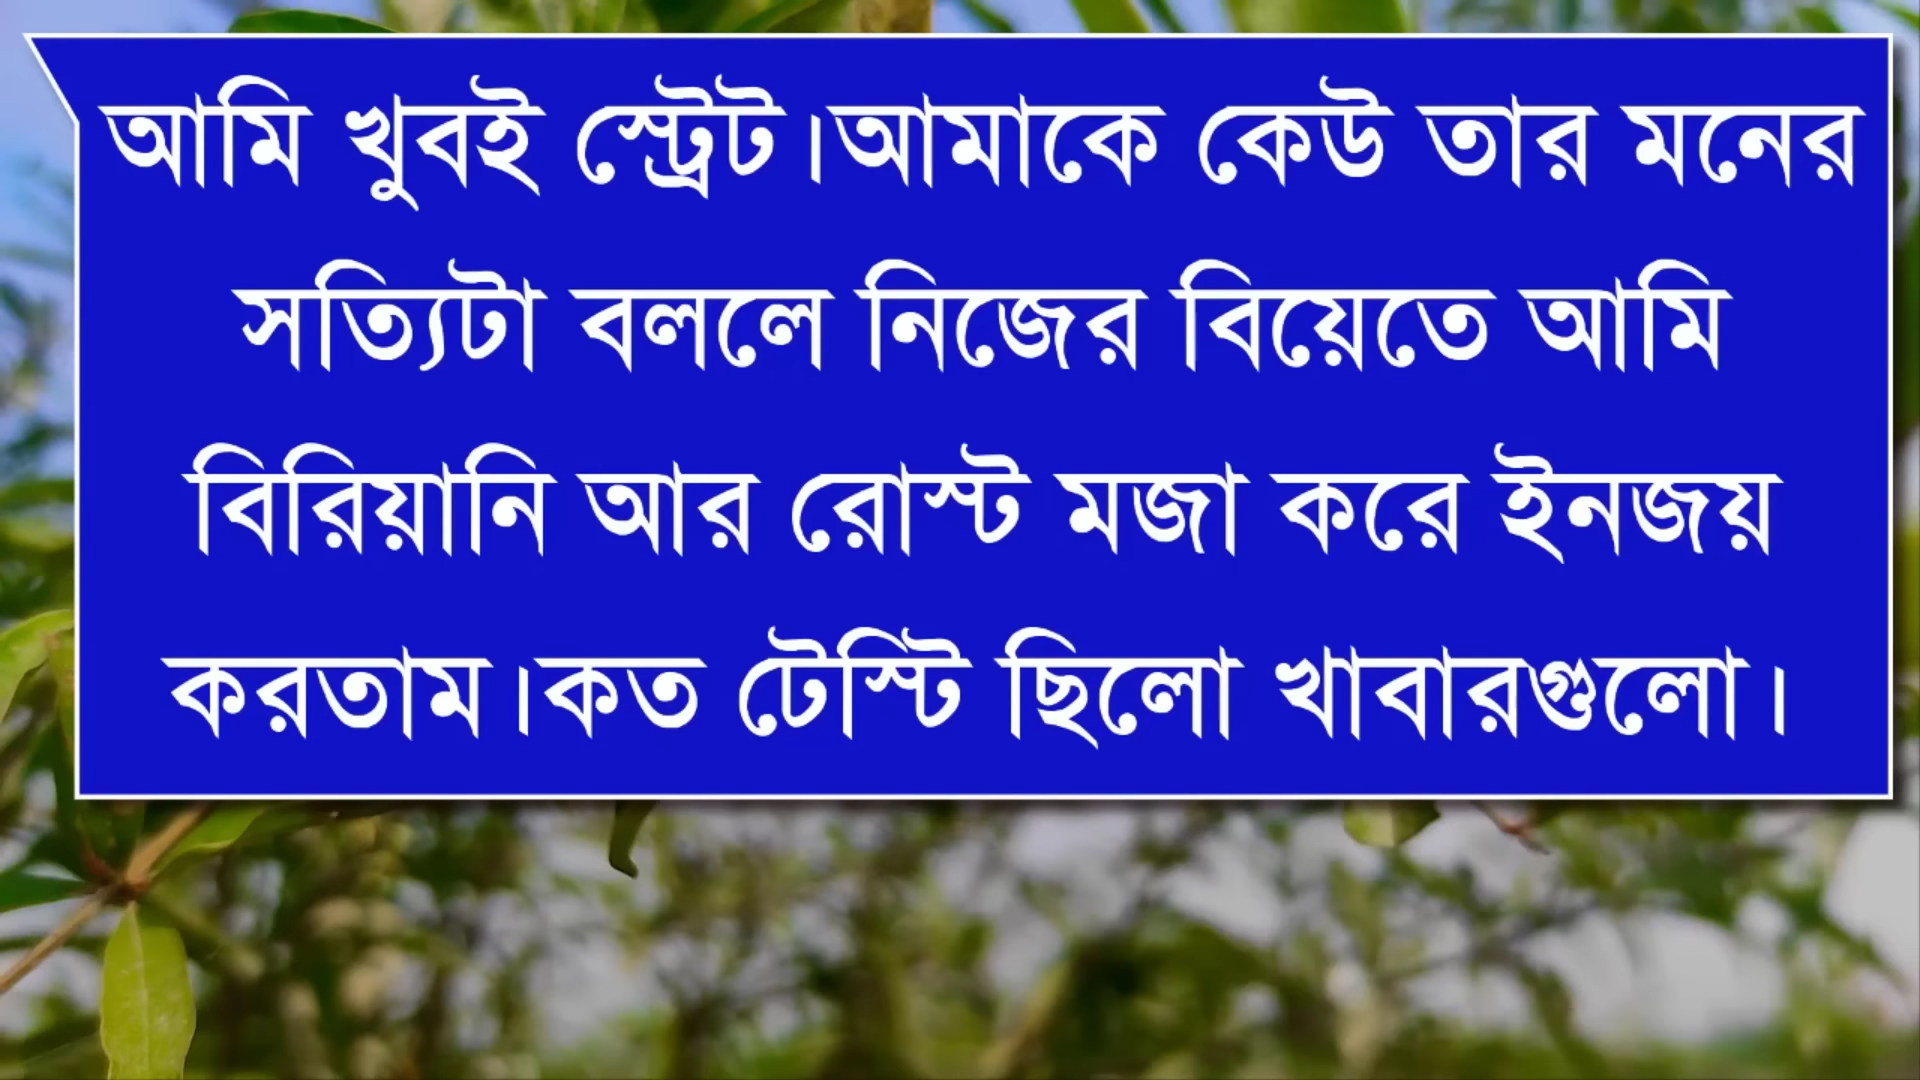 আমি খুবই স্ট্রেট।আমাকে কেউ তার মনের
সত্যিটা বললে নিজের বিয়েতে আমি
বিরিয়ানি আর রোস্ট মজা করে ইনজয়
করতাম।কত টেস্টি ছিলো খাবারগুলো।